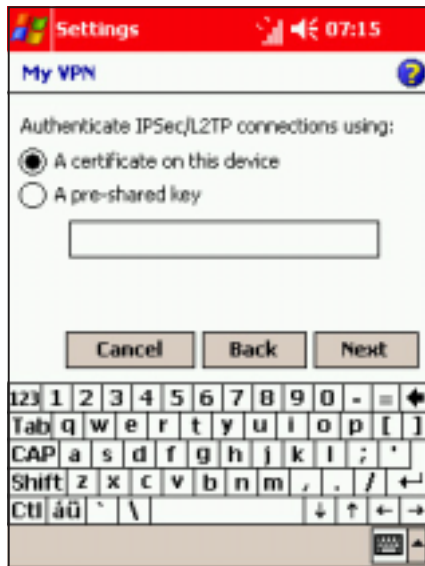 Settings 07:15
My VPN ?
Authenticate IPSec/L2TP connections using:
A certificate on this device
A pre-shared key
Cancel Back Next
123 1 2 3 4 5 6 7 8 9 0 - =
Tab q w e r t y u i o p [ ]
CAP a s d f g h j k l ; '
Shift z x c v b n m , . /
Ctl áü ` \